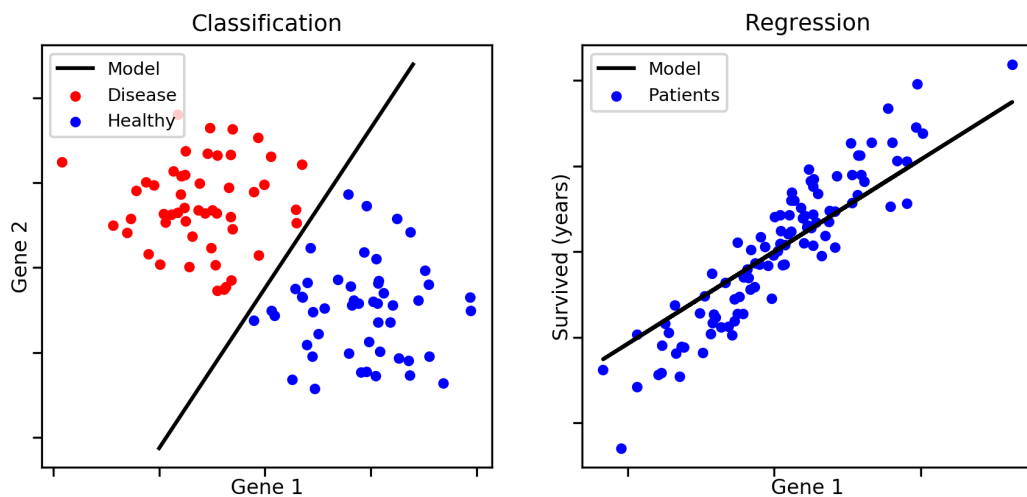 Classification
Model
Disease
Healthy
Gene 2
Gene 1
Regression
Model
Patients
Survived (years)
Gene 1